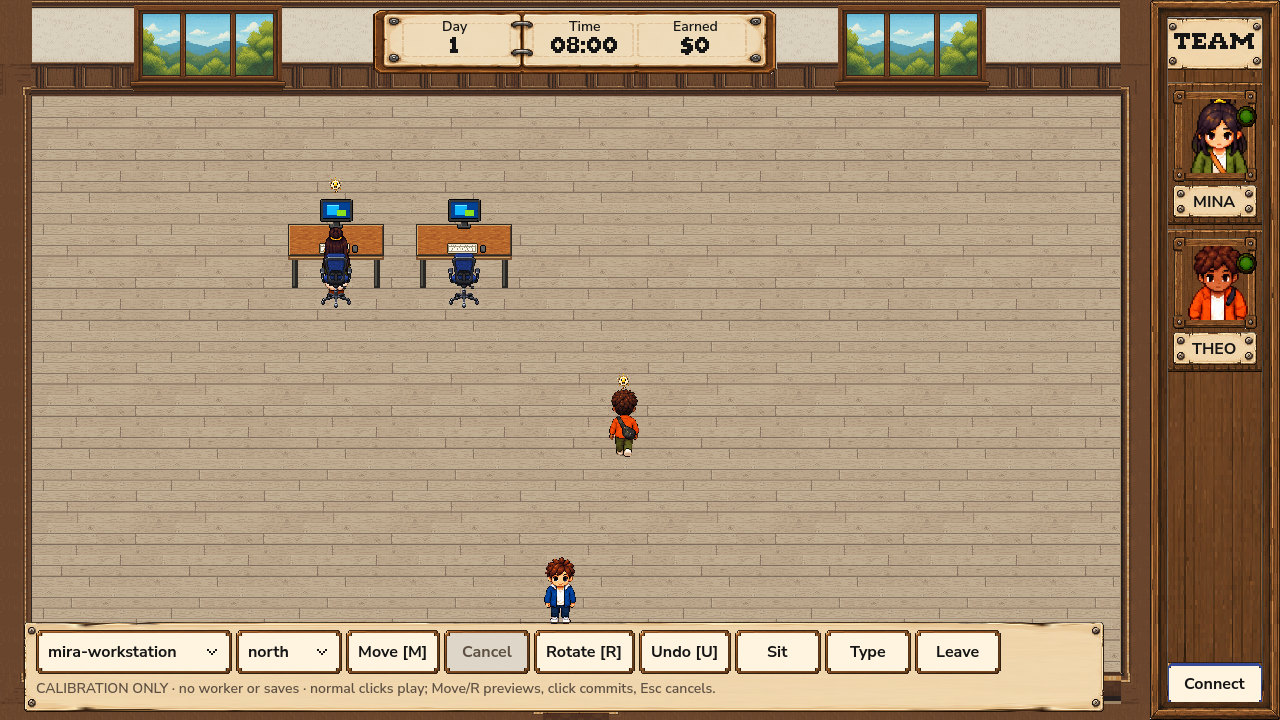 Day
1
Time
08:00
Earned
$0
TEAM
MINA
THEO
mira-workstation
north
Move [M]
Cancel
Rotate [R]
Undo [U]
Sit
Type
Leave
CALIBRATION ONLY · no worker or saves · normal clicks play; Move/R previews, click commits, Esc cancels.
Connect